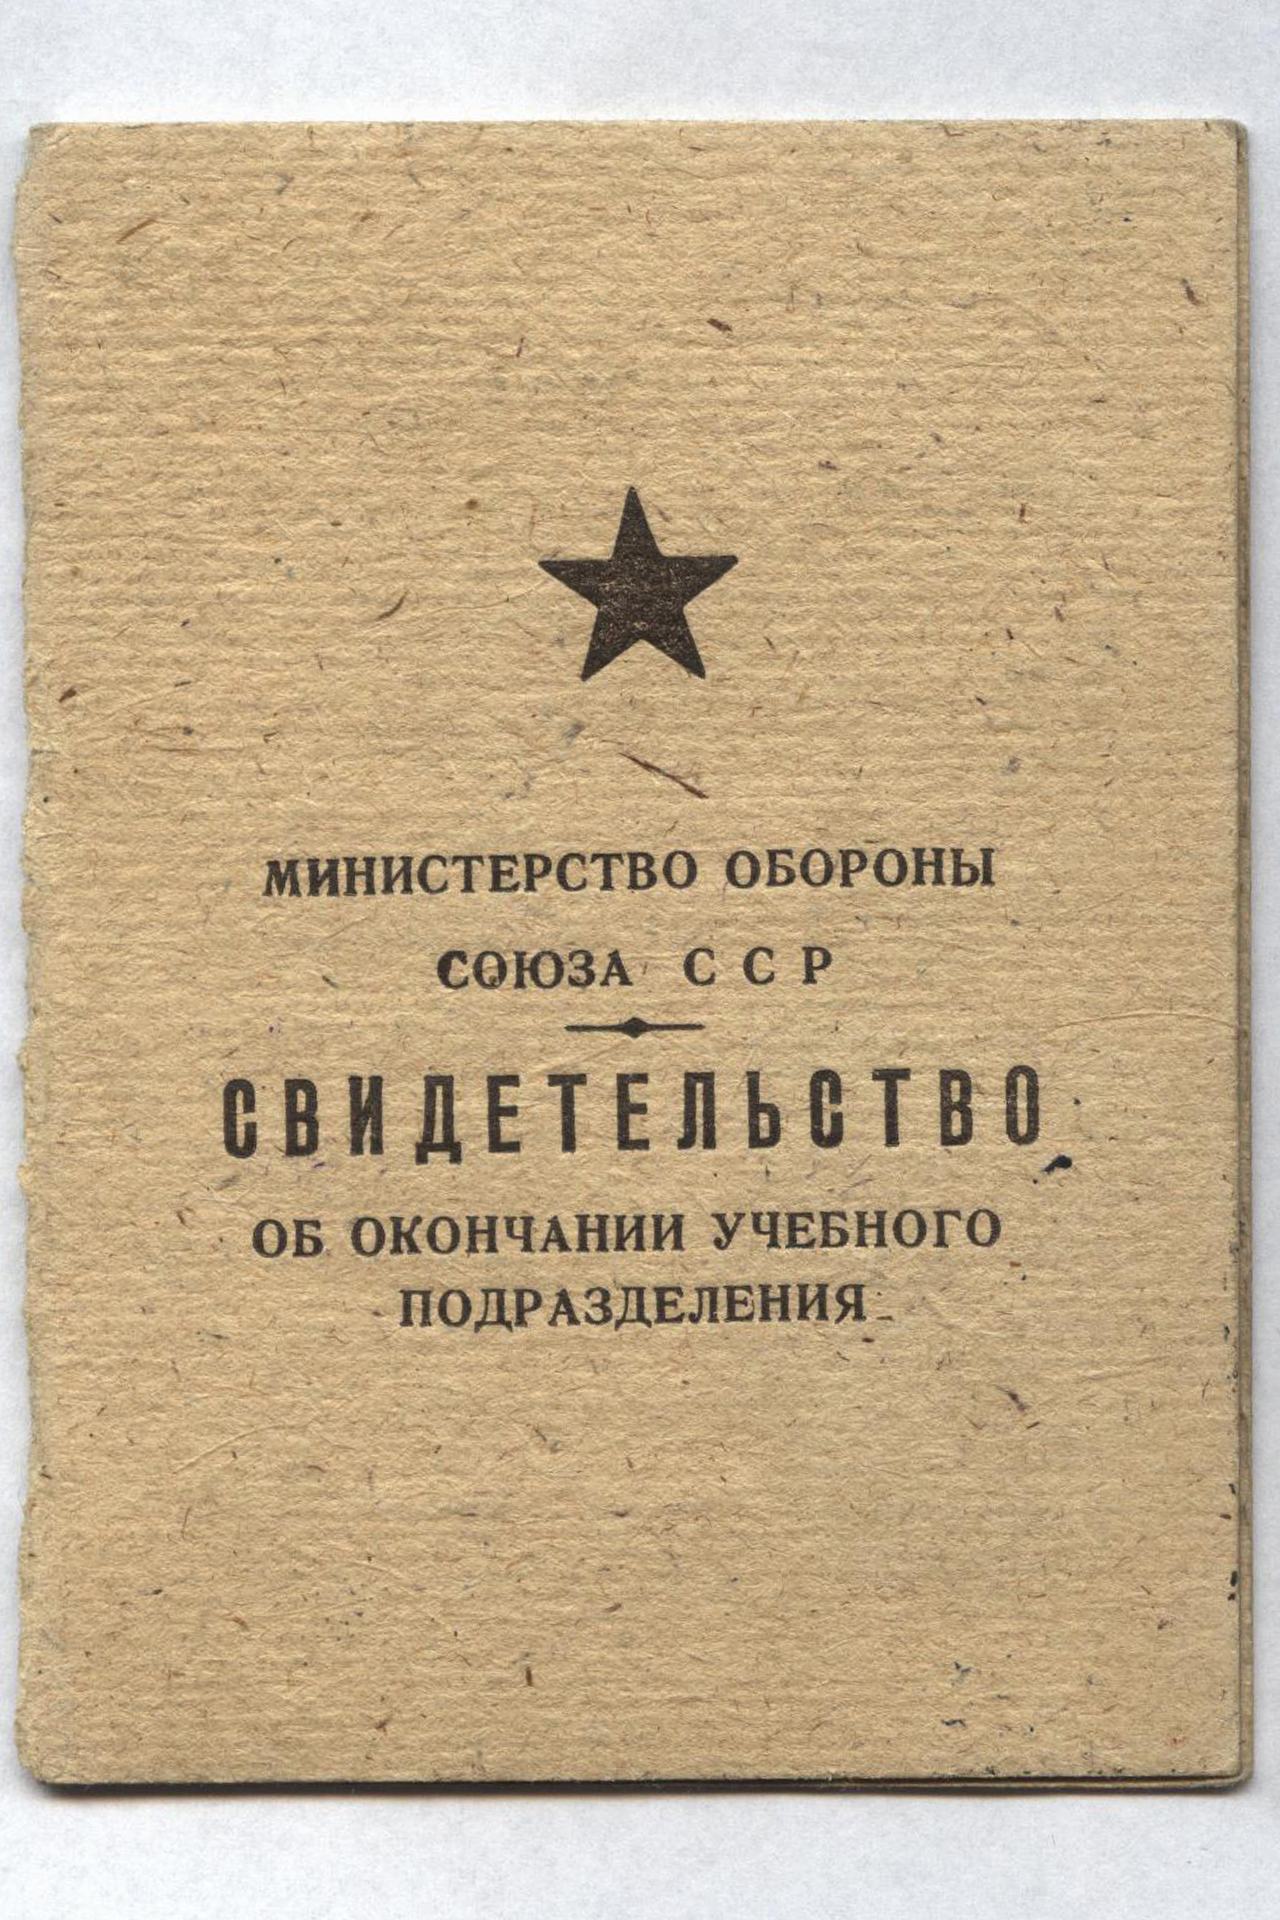 МИНИСТЕРСТВО ОБОРОНЫ
СОЮЗА ССР
СВИДЕТЕЛЬСТВО
ОБ ОКОНЧАНИИ УЧЕБНОГО
ПОДРАЗДЕЛЕНИЯ